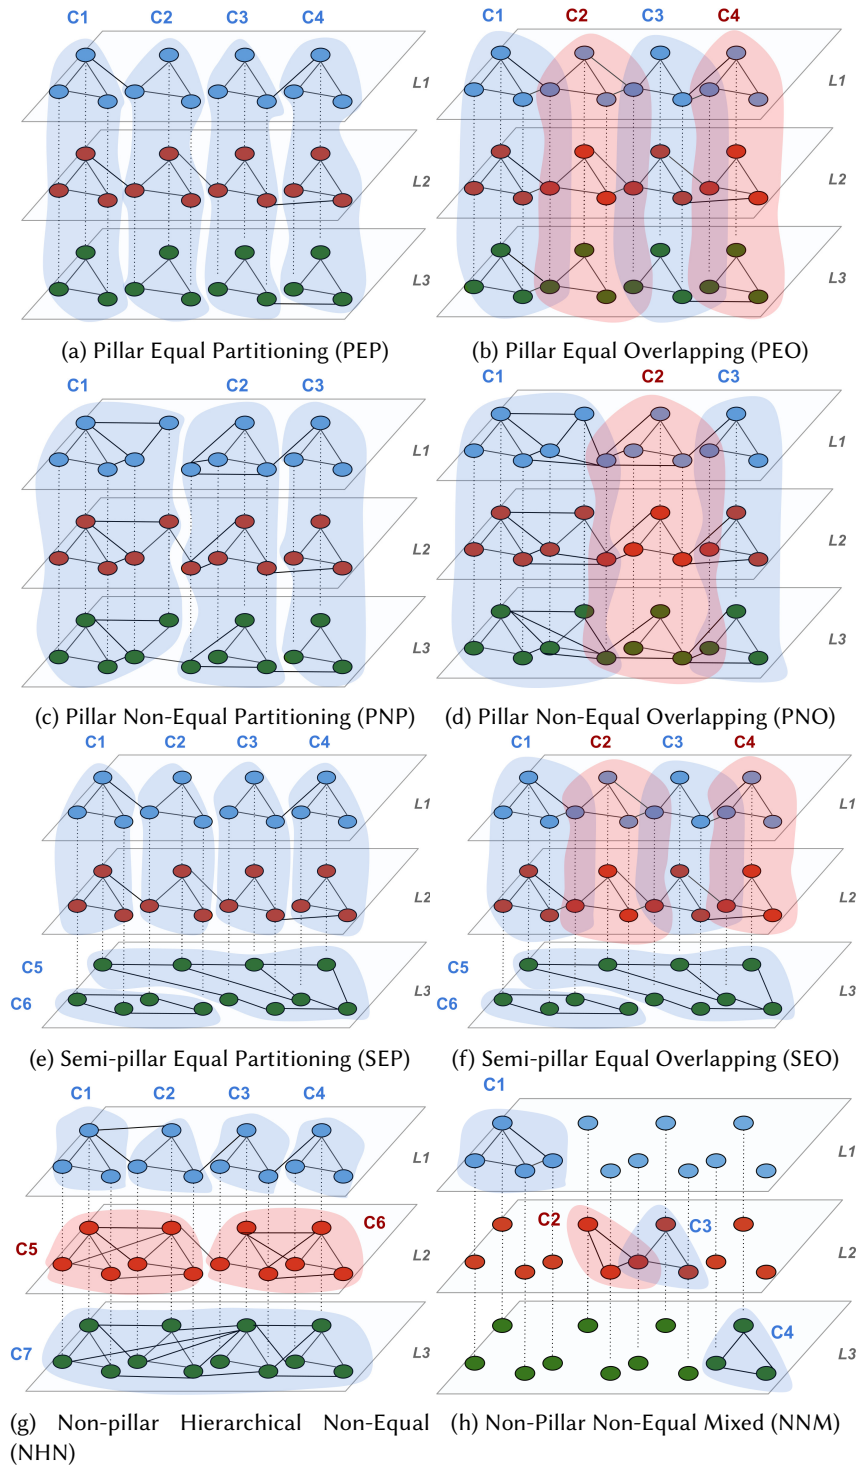 C1 C2 C3 C4
L1
L2
L3
(a) Pillar Equal Partitioning (PEP)
C1 C2 C3 C4
L1
L2
L3
(b) Pillar Equal Overlapping (PEO)
C1 C2 C3
L1
L2
L3
(c) Pillar Non-Equal Partitioning (PNP)
C1 C2 C3
L1
L2
L3
(d) Pillar Non-Equal Overlapping (PNO)
C1 C2 C3 C4
L1
L2
C5
C6
L3
(e) Semi-pillar Equal Partitioning (SEP)
C1 C2 C3 C4
L1
L2
C5
C6
L3
(f) Semi-pillar Equal Overlapping (SEO)
C1 C2 C3 C4
L1
C5 C6
L2
C7
L3
(g) Non-pillar Hierarchical Non-Equal
(NHN)
C1
L1
C2 C3
L2
C4
L3
(h) Non-Pillar Non-Equal Mixed (NNM)